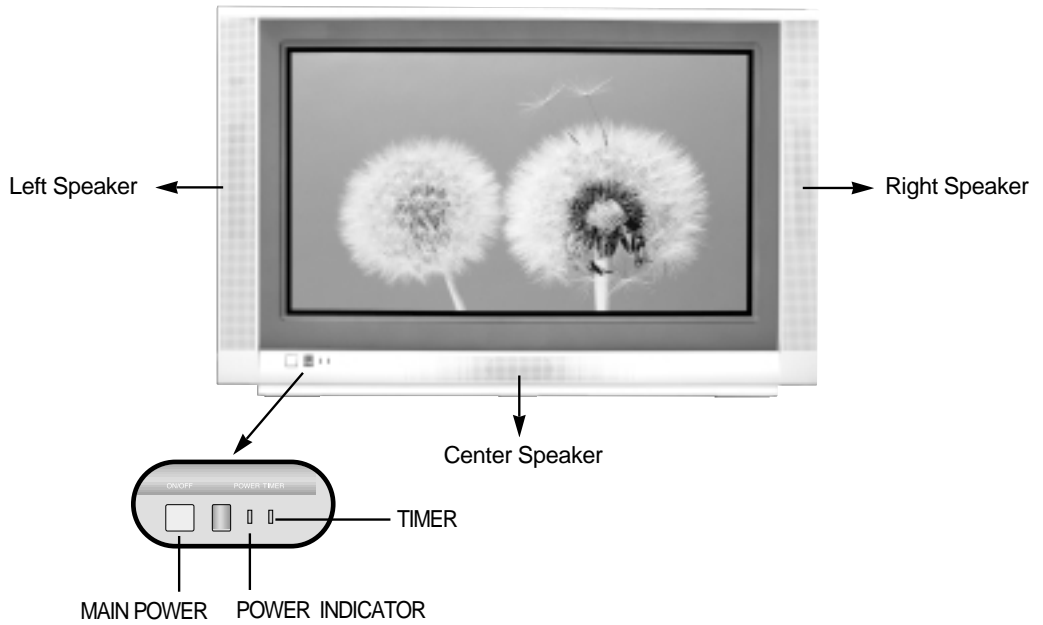 Left Speaker
Right Speaker
Center Speaker
ON/OFF POWER TIMER
TIMER
MAIN POWER POWER INDICATOR